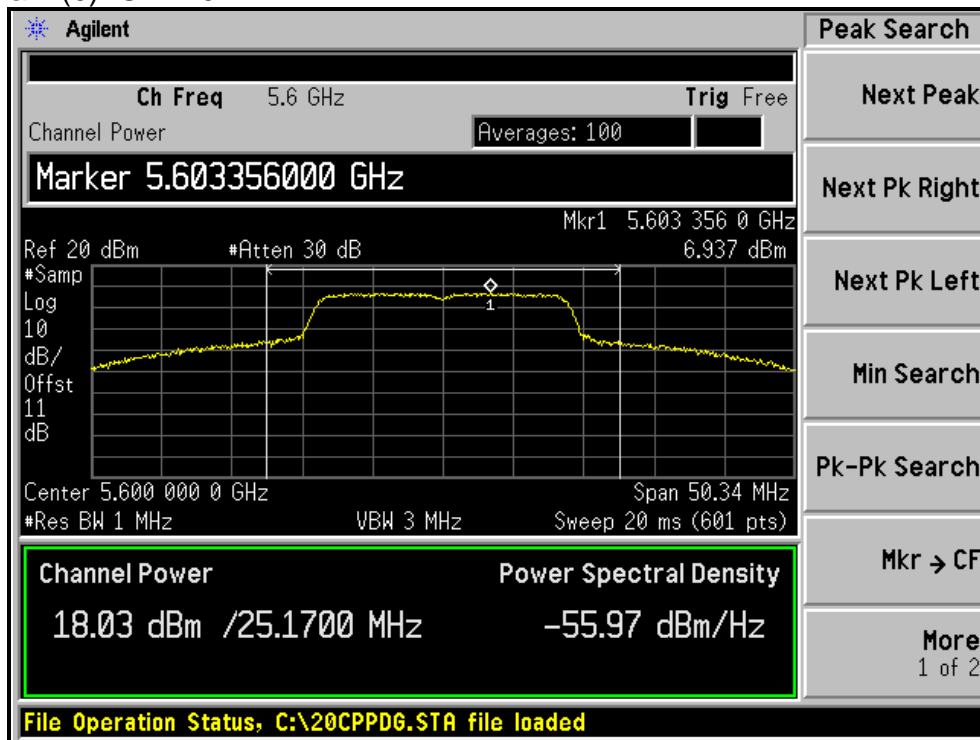 Agilent
Peak Search
Ch Freq 5.6 GHz Trig Free
Channel Power Averages: 100
Marker 5.603356000 GHz
Mkr1 5.603 356 0 GHz
Ref 20 dBm #Atten 30 dB 6.937 dBm
#Samp
Log
10
dB/
Offst
11
dB
1
Center 5.600 000 0 GHz Span 50.34 MHz
#Res BW 1 MHz VBW 3 MHz Sweep 20 ms (601 pts)
Channel Power Power Spectral Density
18.03 dBm /25.1700 MHz -55.97 dBm/Hz
File Operation Status, C:\20CPPDG.STA file loaded
Next Peak
Next Pk Right
Next Pk Left
Min Search
Pk-Pk Search
Mkr → CF
More
1 of 2